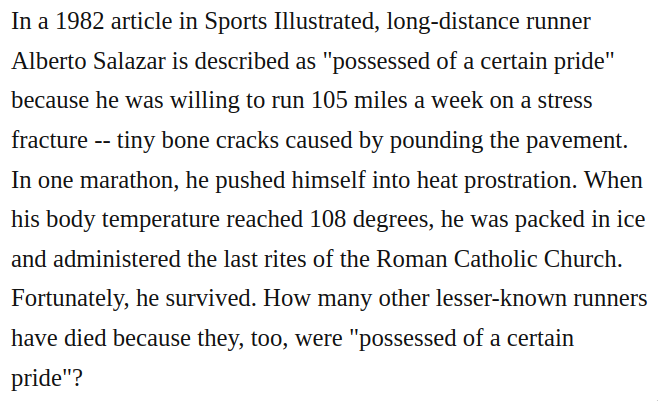 In a 1982 article in Sports Illustrated, long-distance runner
Alberto Salazar is described as "possessed of a certain pride"
because he was willing to run 105 miles a week on a stress
fracture -- tiny bone cracks caused by pounding the pavement.
In one marathon, he pushed himself into heat prostration. When
his body temperature reached 108 degrees, he was packed in ice
and administered the last rites of the Roman Catholic Church.
Fortunately, he survived. How many other lesser-known runners
have died because they, too, were "possessed of a certain
pride"?